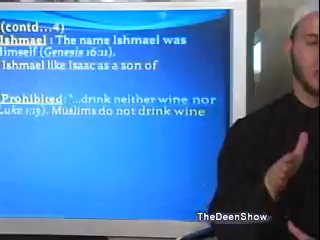 (contd...4)
Ishmael : The name Ishmael was
imself (Genesis 16:11).
Ishmael like Isaac as a son of
Prohibited: "...drink neither wine nor
Luke 1:15). Muslims do not drink wine
TheDeenShow